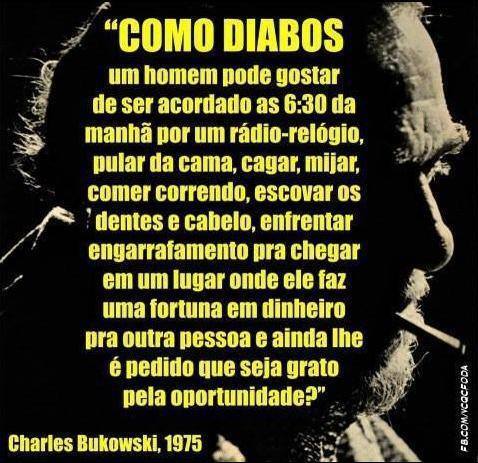 “COMO DIABOS
um homem pode gostar
de ser acordado as 6:30 da
manhã por um rádio-relógio,
pular da cama, cagar, mijar,
comer correndo, escovar os
dentes e cabelo, enfrentar
engarrafamento pra chegar
em um lugar onde ele faz
uma fortuna em dinheiro
pra outra pessoa e ainda lhe
é pedido que seja grato
pela oportunidade?”
Charles Bukowski, 1975
FB.COM/VCQCFODA